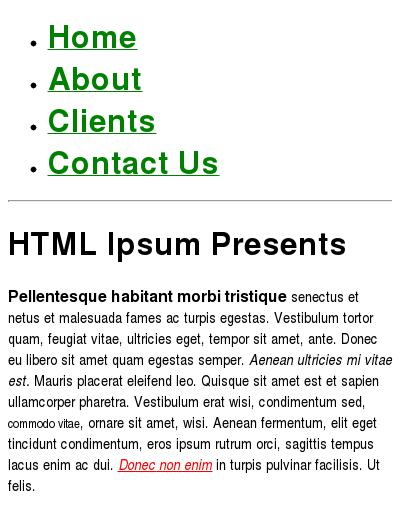 Home
About
Clients
Contact Us
HTML Ipsum Presents
Pellentesque habitant morbi tristique senectus et
netus et malesuada fames ac turpis egestas. Vestibulum tortor
quam, feugiat vitae, ultricies eget, tempor sit amet, ante. Donec
eu libero sit amet quam egestas semper. Aenean ultricies mi vitae
est. Mauris placerat eleifend leo. Quisque sit amet est et sapien
ullamcorper pharetra. Vestibulum erat wisi, condimentum sed,
commodo vitae, ornare sit amet, wisi. Aenean fermentum, elit eget
tincidunt condimentum, eros ipsum rutrum orci, sagittis tempus
lacus enim ac dui. Donec non enim in turpis pulvinar facilisis. Ut
felis.